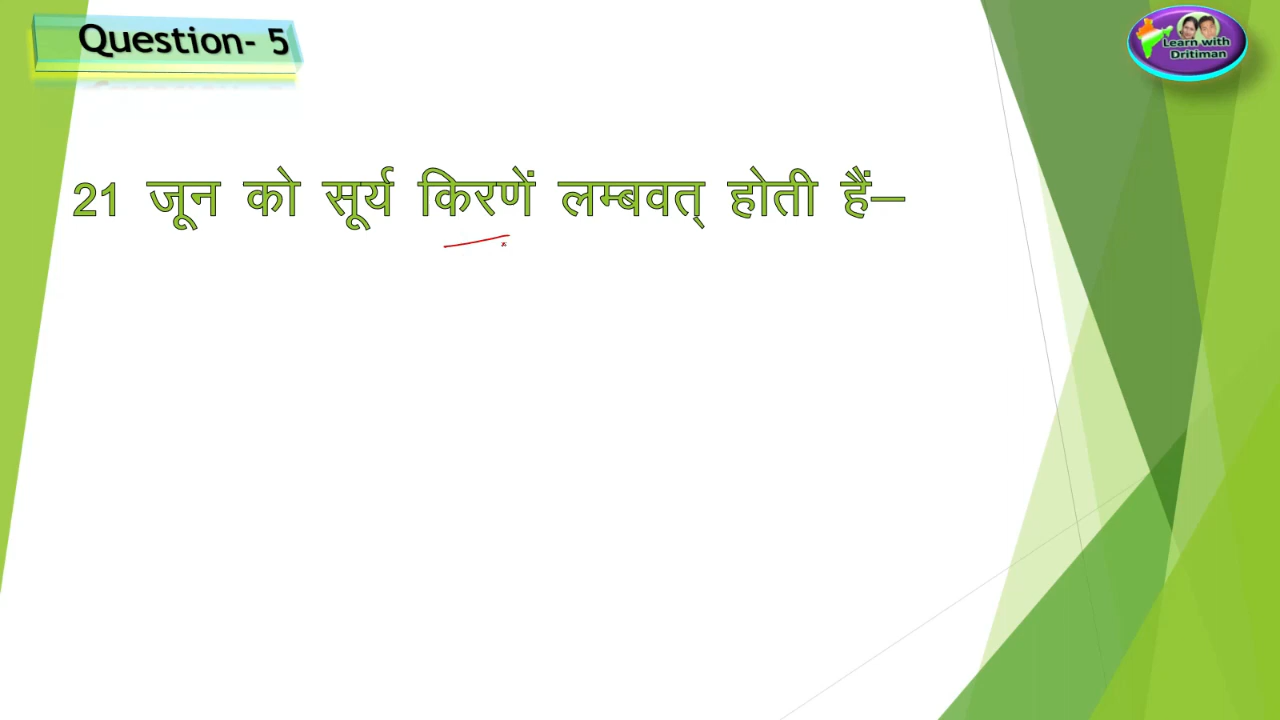 Question- 5
Learn with
Dritiman
21 जून को सूर्य किरणें लम्बवत् होती हैं–